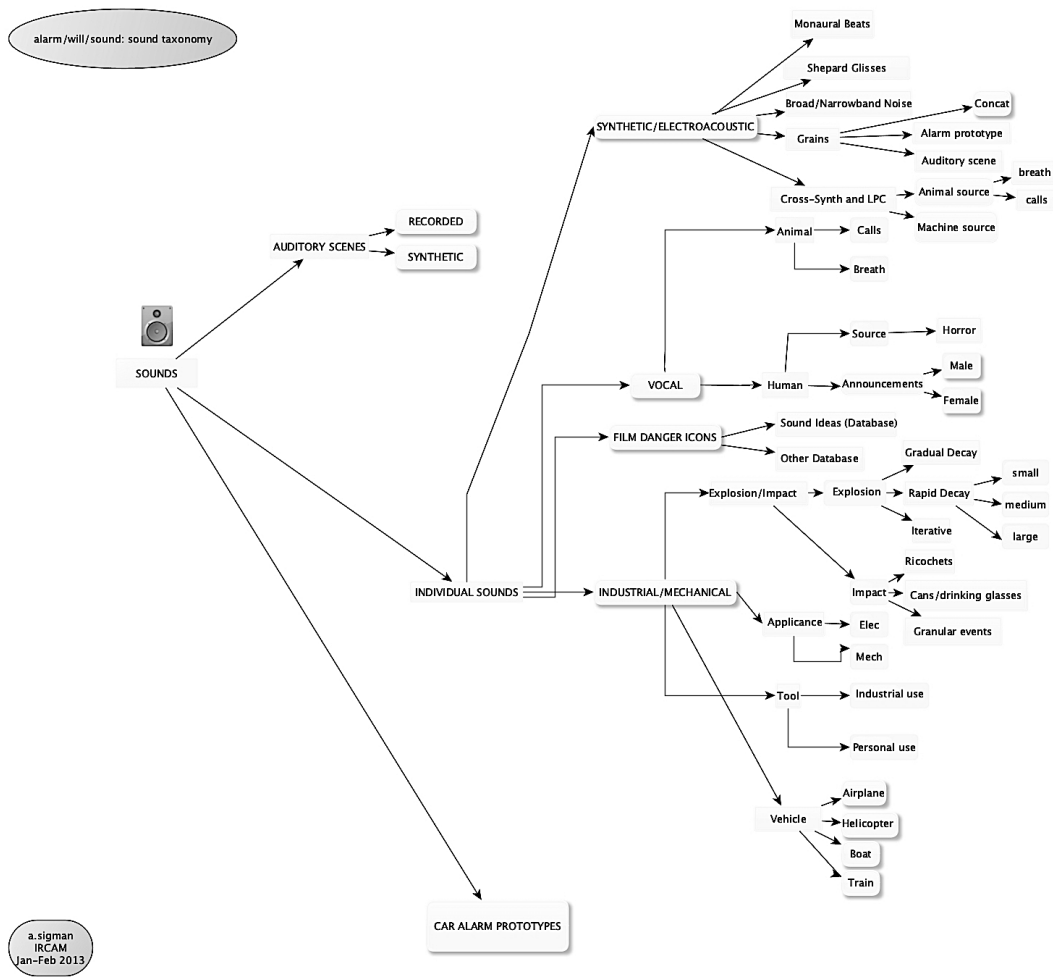 alarm/will/sound: sound taxonomy
SOUNDS
AUDITORY SCENES
RECORDED
SYNTHETIC
INDIVIDUAL SOUNDS
SYNTHETIC/ELECTROACOUSTIC
Monaural Beats
Shepard Glisses
Broad/Narrowband Noise
Grains
Concat
Alarm prototype
Auditory scene
Cross-Synth and LPC
Animal source
breath
calls
Machine source
VOCAL
Animal
Calls
Breath
Human
Source
Horror
Announcements
Male
Female
FILM DANGER ICONS
Sound Ideas (Database)
Other Database
INDUSTRIAL/MECHANICAL
Explosion/Impact
Explosion
Gradual Decay
Rapid Decay
small
medium
large
Iterative
Impact
Ricochets
Cans/drinking glasses
Granular events
Applicance
Elec
Mech
Tool
Industrial use
Personal use
Vehicle
Airplane
Helicopter
Boat
Train
CAR ALARM PROTOTYPES
a.sigman
IRCAM
Jan-Feb 2013